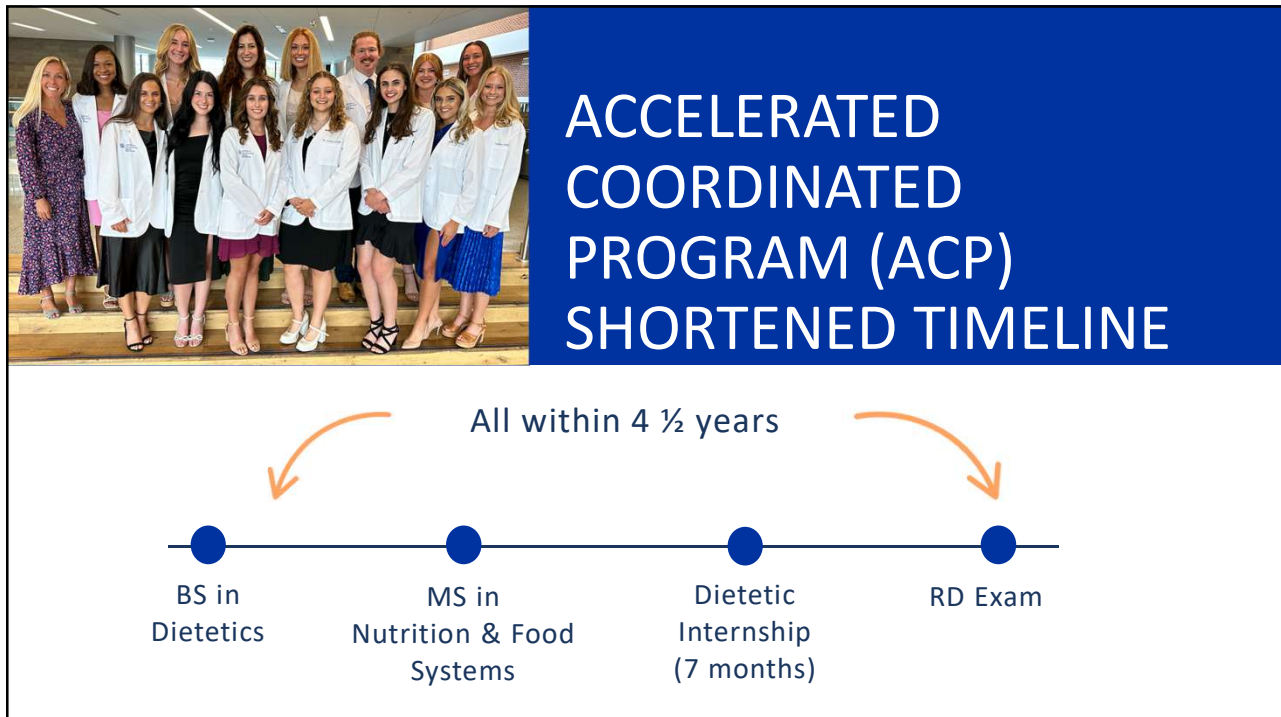 ACCELERATED
COORDINATED
PROGRAM (ACP)
SHORTENED TIMELINE
All within 4 ½ years
BS in
Dietetics
MS in
Nutrition & Food
Systems
Dietetic
Internship
(7 months)
RD Exam